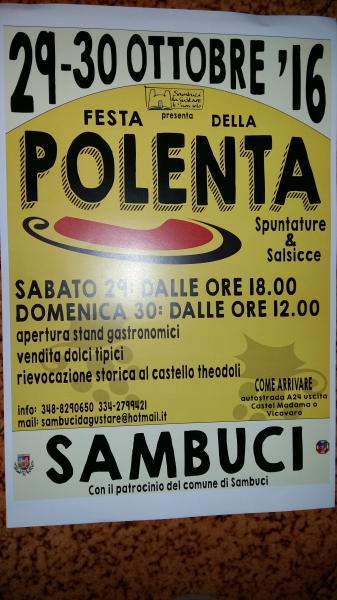 29-30 OTTOBRE '16
Sambuci
da Gustare
presenta
FESTA DELLA
POLENTA
Spuntature
&
Salsicce
SABATO 29: DALLE ORE 18.00
DOMENICA 30: DALLE ORE 12.00
apertura stand gastronomici
vendita dolci tipici
rievocazione storica al castello theodoli
COME ARRIVARE
autostrada A24 uscita
Castel Madama o
Vicovaro
info: 348-8290650 334-2799421
mail: sambucidagustare@hotmail.it
SAMBUCI
Con il patrocinio del comune di Sambuci